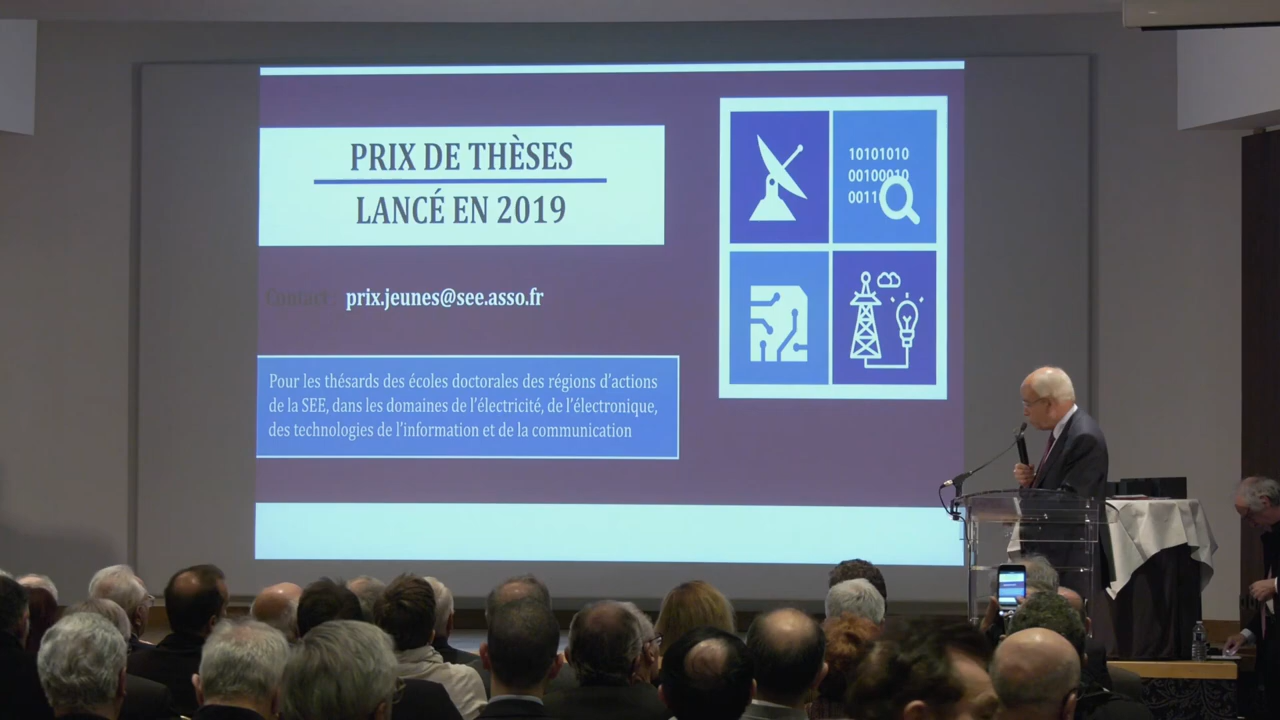 PRIX DE THÈSES
LANCÉ EN 2019
Contact : prix.jeunes@see.asso.fr
Pour les thésards des écoles doctorales des régions d'actions
de la SEE, dans les domaines de l'électricité, de l'électronique,
des technologies de l'information et de la communication
10101010
00100010
0011